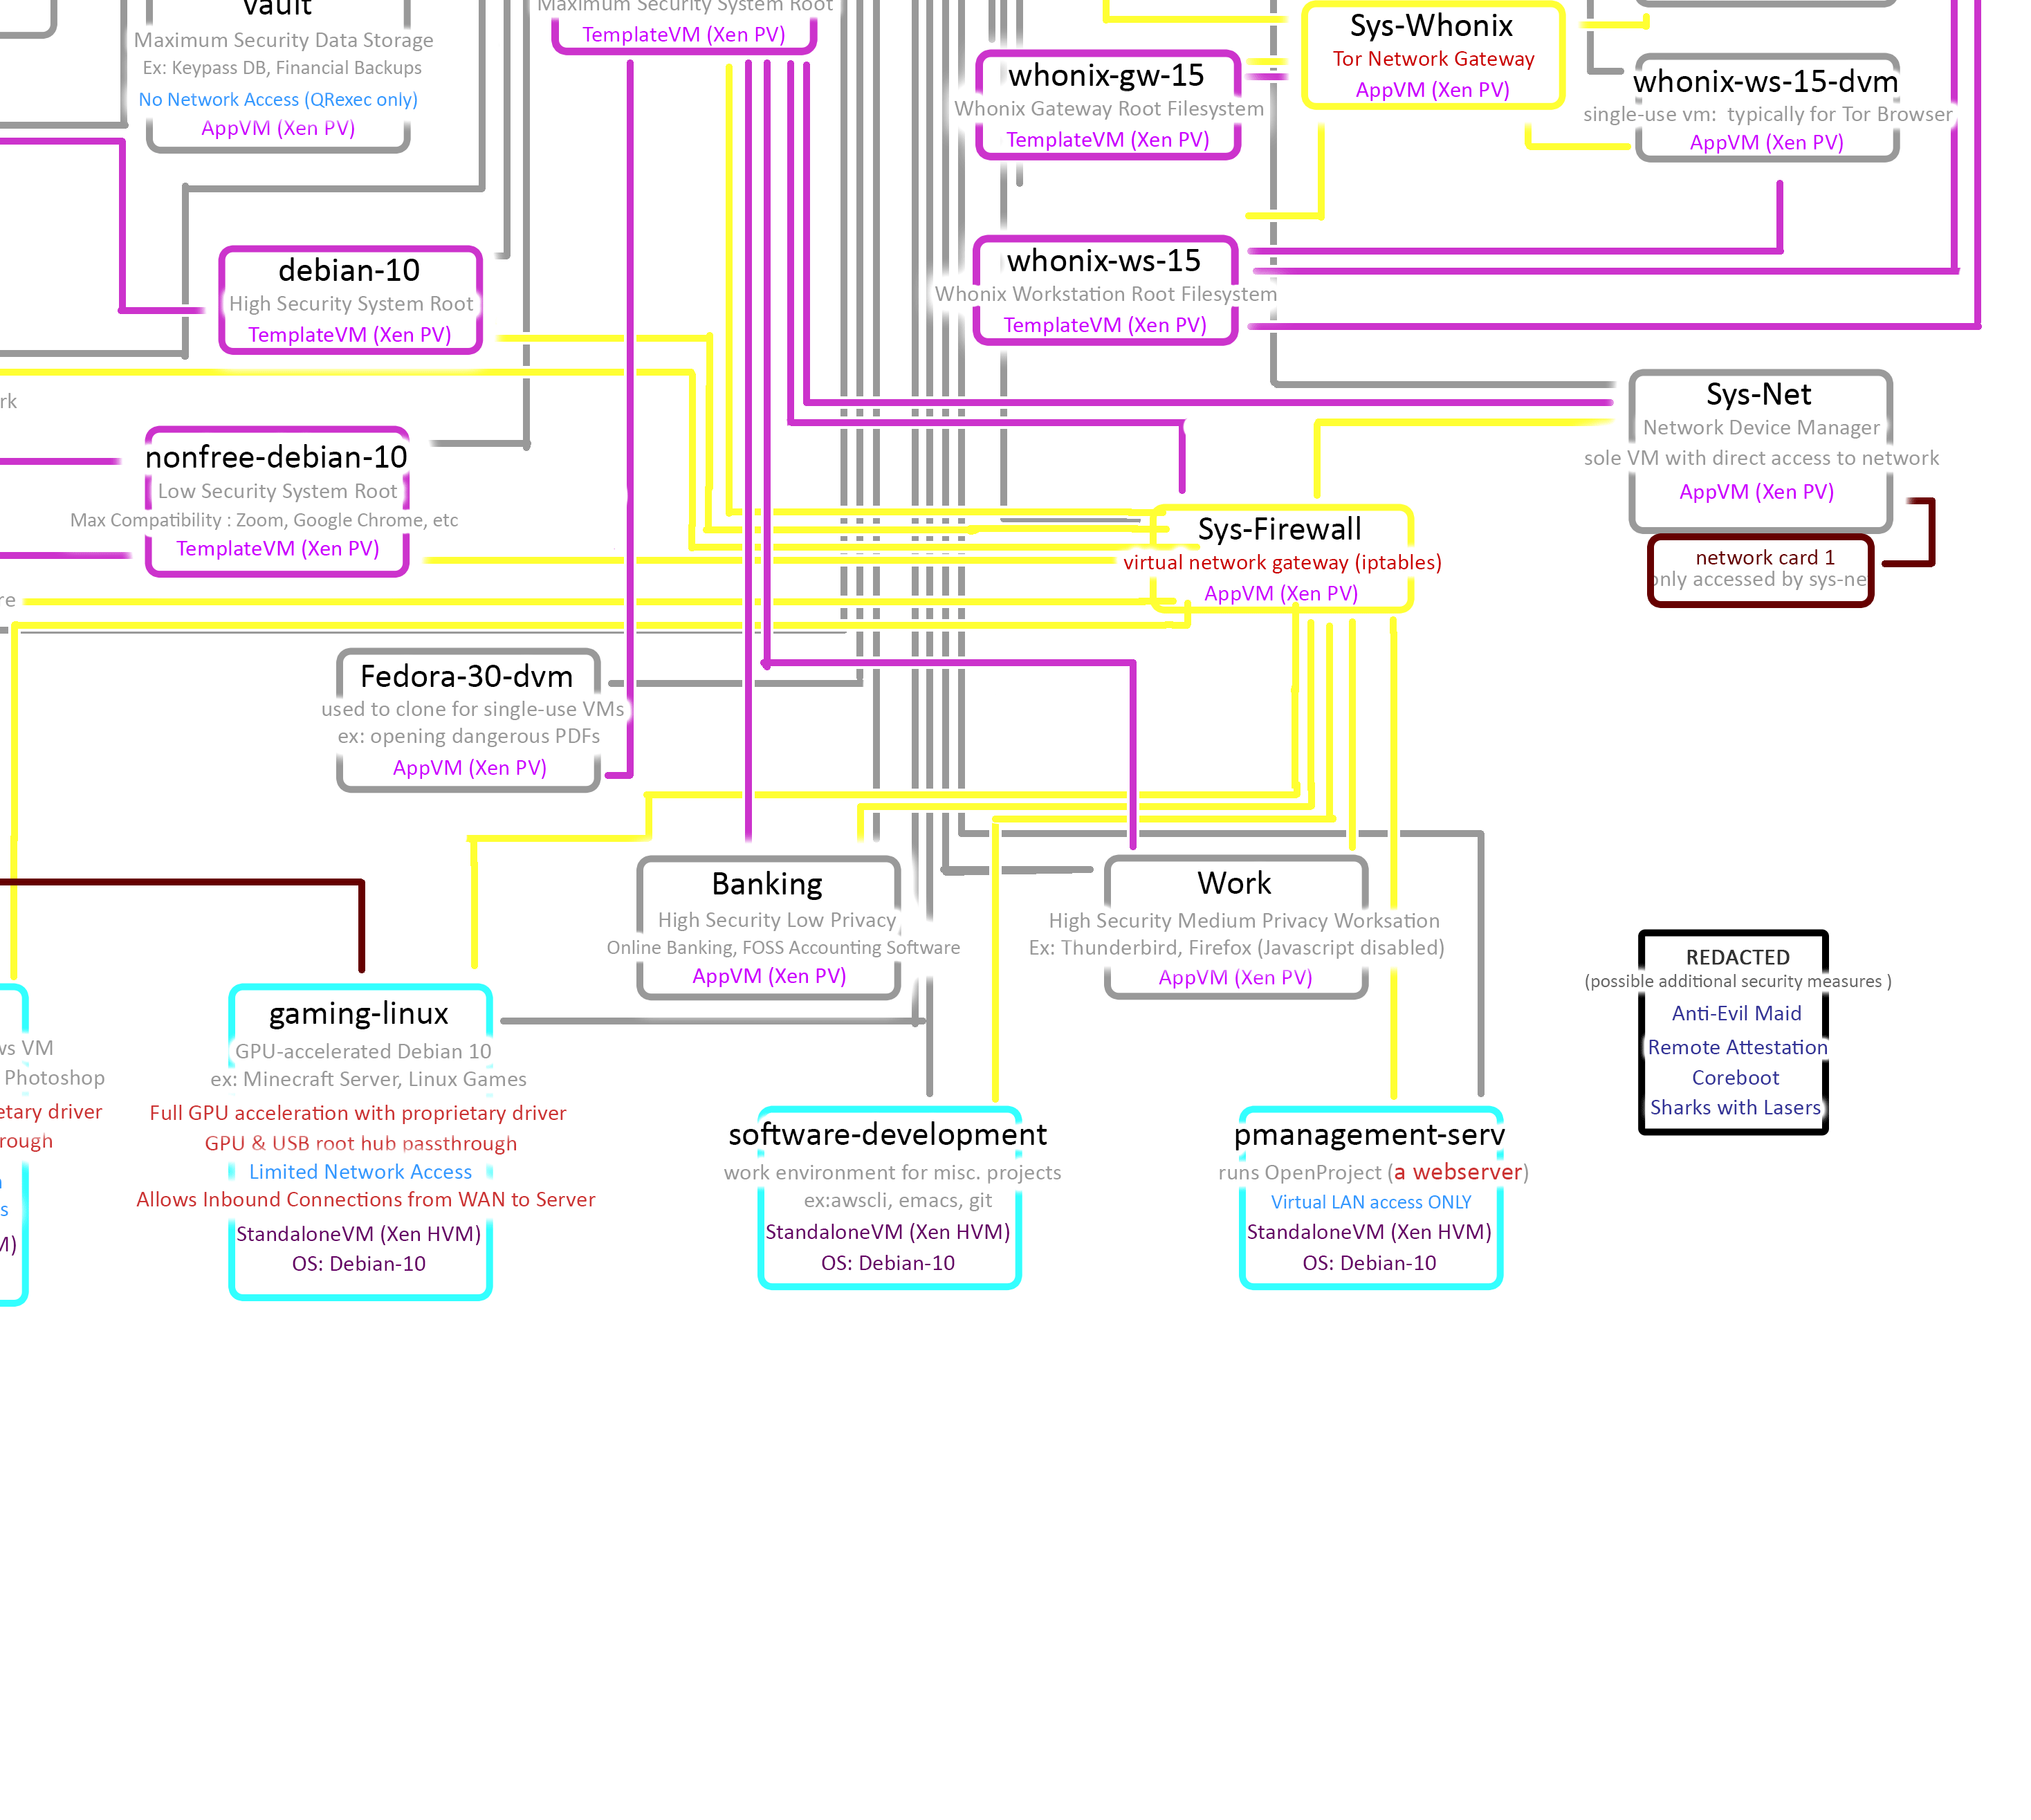 Vault
Maximum Security Data Storage
Ex: Keypass DB, Financial Backups
No Network Access (QRexec only)
AppVM (Xen PV)
Maximum Security System Root
TemplateVM (Xen PV)
Sys-Whonix
Tor Network Gateway
AppVM (Xen PV)
whonix-gw-15
Whonix Gateway Root Filesystem
TemplateVM (Xen PV)
whonix-ws-15-dvm
single-use vm: typically for Tor Browser
AppVM (Xen PV)
debian-10
High Security System Root
TemplateVM (Xen PV)
whonix-ws-15
Whonix Workstation Root Filesystem
TemplateVM (Xen PV)
rk
nonfree-debian-10
Low Security System Root
Max Compatibility : Zoom, Google Chrome, etc
TemplateVM (Xen PV)
Sys-Net
Network Device Manager
sole VM with direct access to network
AppVM (Xen PV)
network card 1
only accessed by sys-ne
Sys-Firewall
virtual network gateway (iptables)
AppVM (Xen PV)
re
Fedora-30-dvm
used to clone for single-use VMs
ex: opening dangerous PDFs
AppVM (Xen PV)
Banking
High Security Low Privacy
Online Banking, FOSS Accounting Software
AppVM (Xen PV)
Work
High Security Medium Privacy Worksation
Ex: Thunderbird, Firefox (Javascript disabled)
AppVM (Xen PV)
REDACTED
(possible additional security measures )
Anti-Evil Maid
Remote Attestation
Coreboot
Sharks with Lasers
ws VM
Photoshop
etary driver
rough
s
M)
gaming-linux
GPU-accelerated Debian 10
ex: Minecraft Server, Linux Games
Full GPU acceleration with proprietary driver
GPU & USB root hub passthrough
Limited Network Access
Allows Inbound Connections from WAN to Server
StandaloneVM (Xen HVM)
OS: Debian-10
software-development
work environment for misc. projects
ex:awscli, emacs, git
StandaloneVM (Xen HVM)
OS: Debian-10
pmanagement-serv
runs OpenProject (a webserver)
Virtual LAN access ONLY
StandaloneVM (Xen HVM)
OS: Debian-10